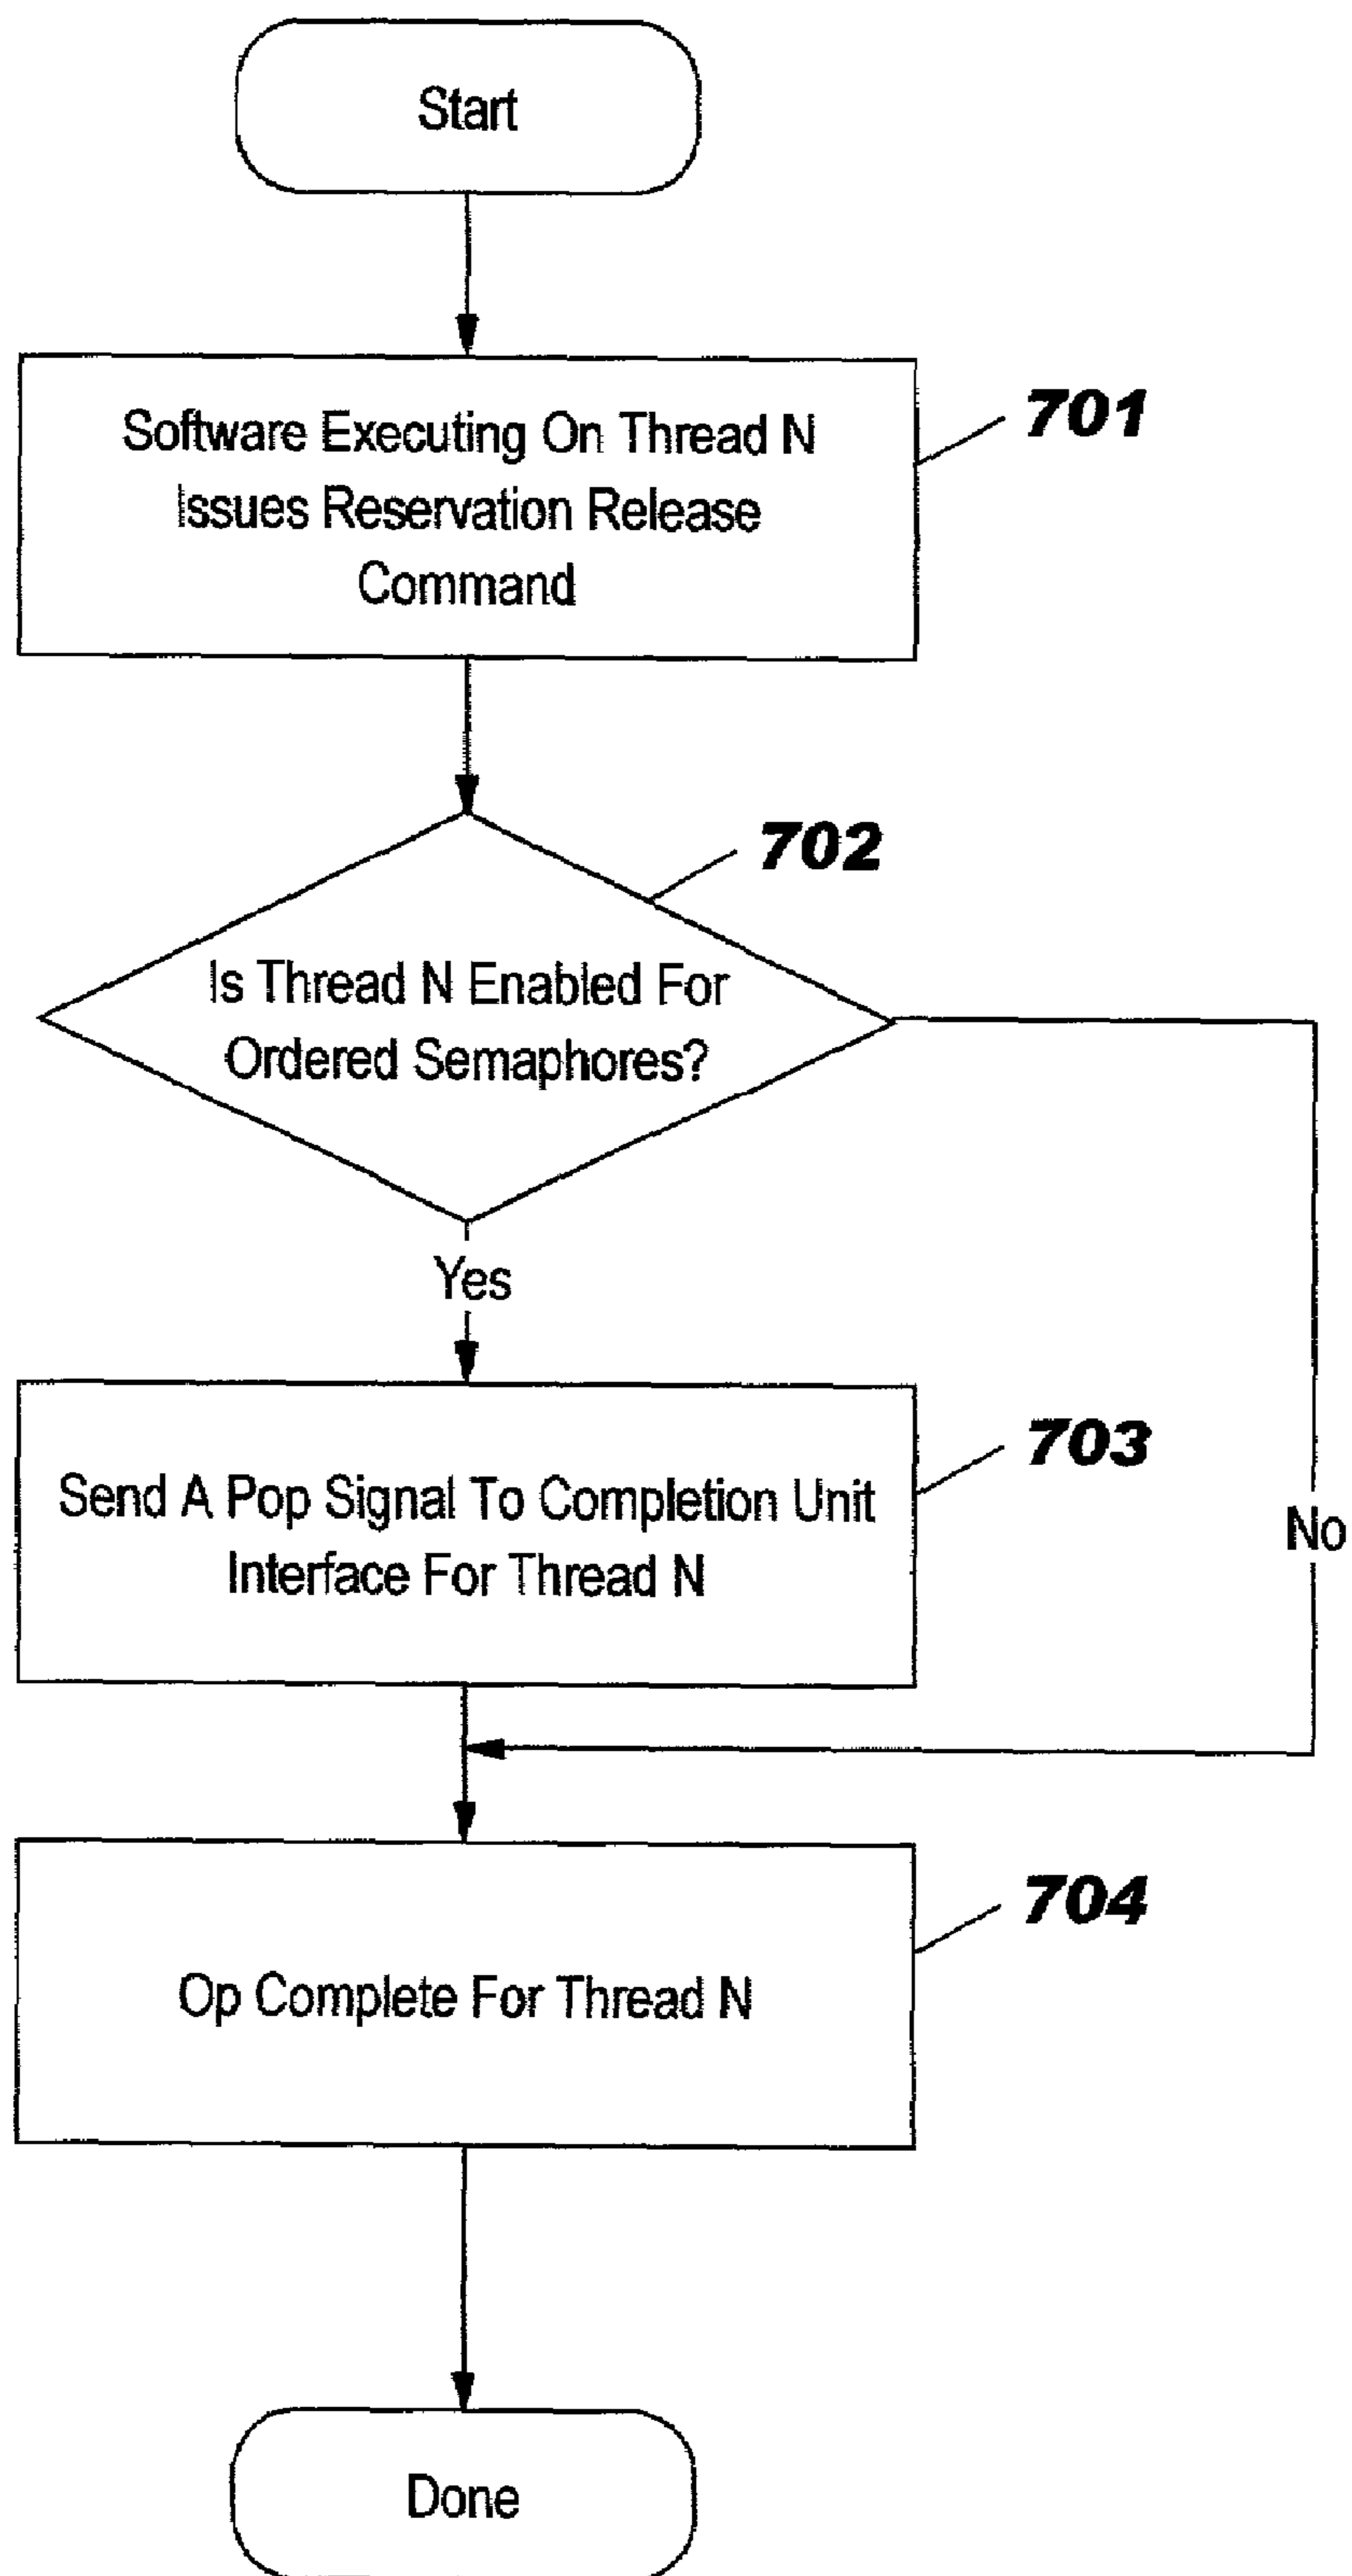 Start
Software Executing On Thread N
Issues Reservation Release
Command
701
702
Is Thread N Enabled For
Ordered Semaphores?
Yes
703
Send A Pop Signal To Completion Unit
Interface For Thread N
No
704
Op Complete For Thread N
Done